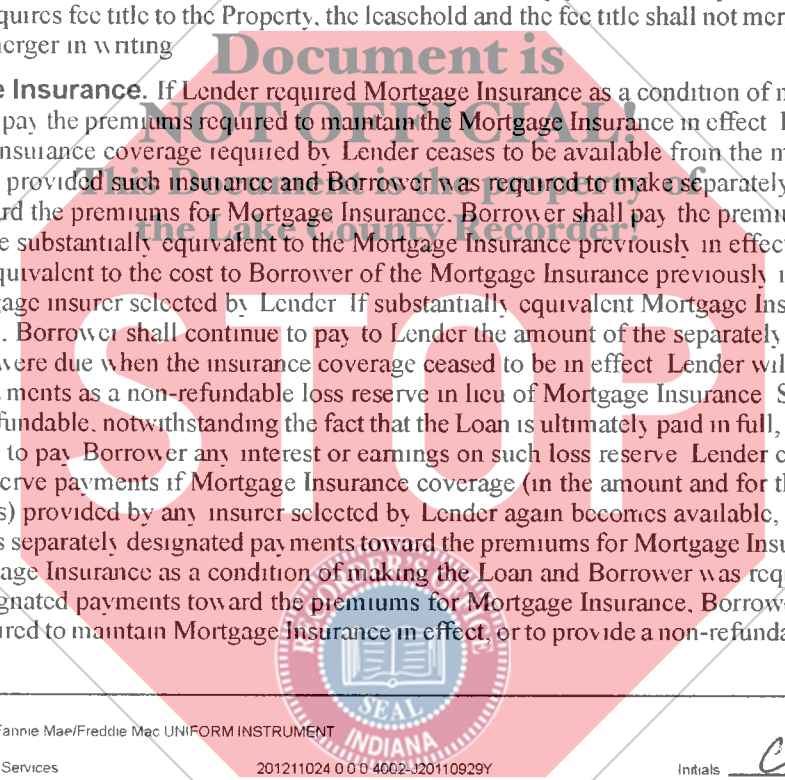 quires fee title to the Property, the leasehold and the fee title shall not mer
erger in writing
Document is
e Insurance. If Lender required Mortgage Insurance as a condition of m
NOT OFFICIAL!
pay the premiums required to maintain the Mortgage Insurance in effect I
nsurance coverage required by Lender ceases to be available from the m
provided such insurance and Borrower was required to make separately
This Document is the property of
rd the premiums for Mortgage Insurance. Borrower shall pay the premiu
the Lake County Recorder!
e substantially equivalent to the Mortgage Insurance previously in effec
quivalent to the cost to Borrower of the Mortgage Insurance previously i
gage insurer selected by Lender If substantially equivalent Mortgage Ins
. Borrower shall continue to pay to Lender the amount of the separately
were due when the insurance coverage ceased to be in effect Lender wil
ments as a non-refundable loss reserve in lieu of Mortgage Insurance S
fundable. notwithstanding the fact that the Loan is ultimately paid in full,
to pay Borrower any interest or earnings on such loss reserve Lender c
STOP
erve payments if Mortgage Insurance coverage (in the amount and for th
s) provided by any insurer selected by Lender again becomes available,
s separately designated payments toward the premiums for Mortgage Insu
age Insurance as a condition of making the Loan and Borrower was requ
gnated payments toward the premiums for Mortgage Insurance, Borrowe
ired to maintain Mortgage Insurance in effect, or to provide a non-refunda
RECORDER'S OFFICE
SEAL
INDIANA
Fannie Mae/Freddie Mac UNIFORM INSTRUMENT
Services 201211024 0 0 0 4002-J20110929Y Initials